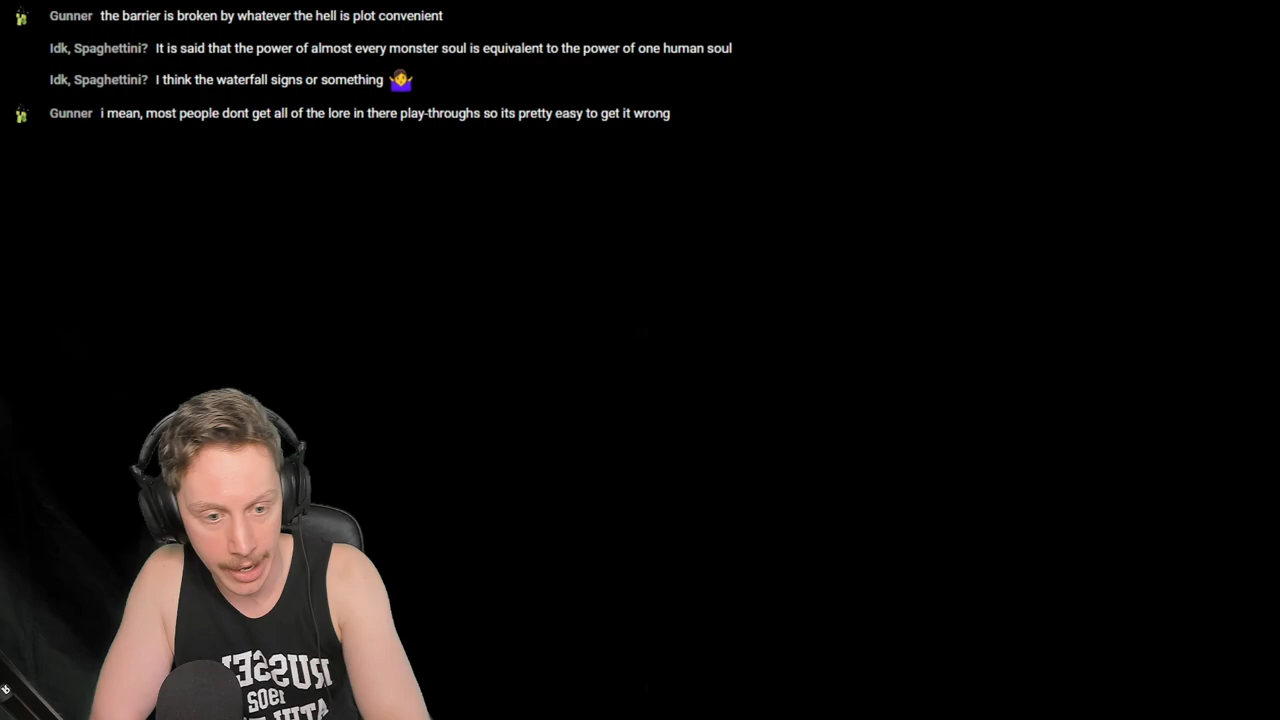 Gunner the barrier is broken by whatever the hell is plot convenient
Idk, Spaghettini? It is said that the power of almost every monster soul is equivalent to the power of one human soul
Idk, Spaghettini? I think the waterfall signs or something 🤷‍♀️
Gunner i mean, most people dont get all of the lore in there play-throughs so its pretty easy to get it wrong
RUSSEL
1902